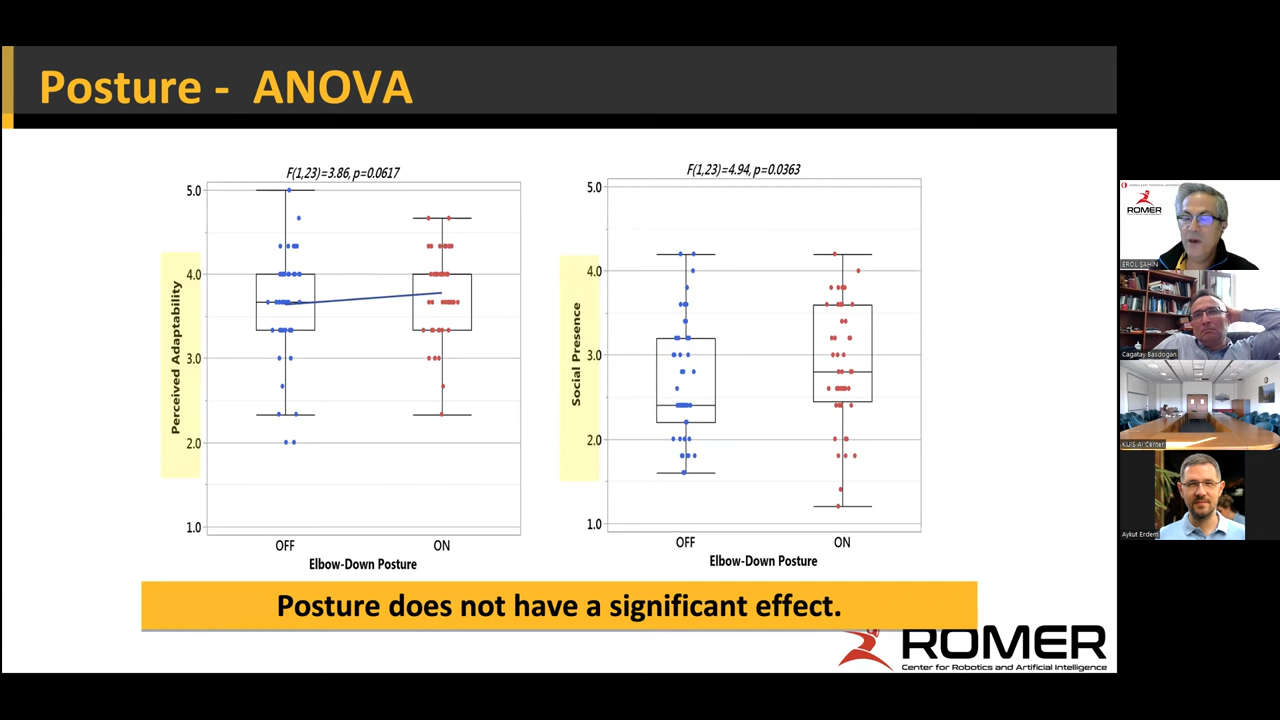 Posture - ANOVA
F(1,23)=3.86, p=0.0617
5.0
4.0
3.0
2.0
1.0
Perceived Adaptability
OFF
ON
Elbow-Down Posture
F(1,23)=4.94, p=0.0363
5.0
4.0
3.0
2.0
1.0
Social Presence
OFF
ON
Elbow-Down Posture
Posture does not have a significant effect.
ROMER
Center for Robotics and Artificial Intelligence
ROMER
EROL ŞAHİN
Cagatay Basdogan
KUIS AI Center
Aykut Erdem